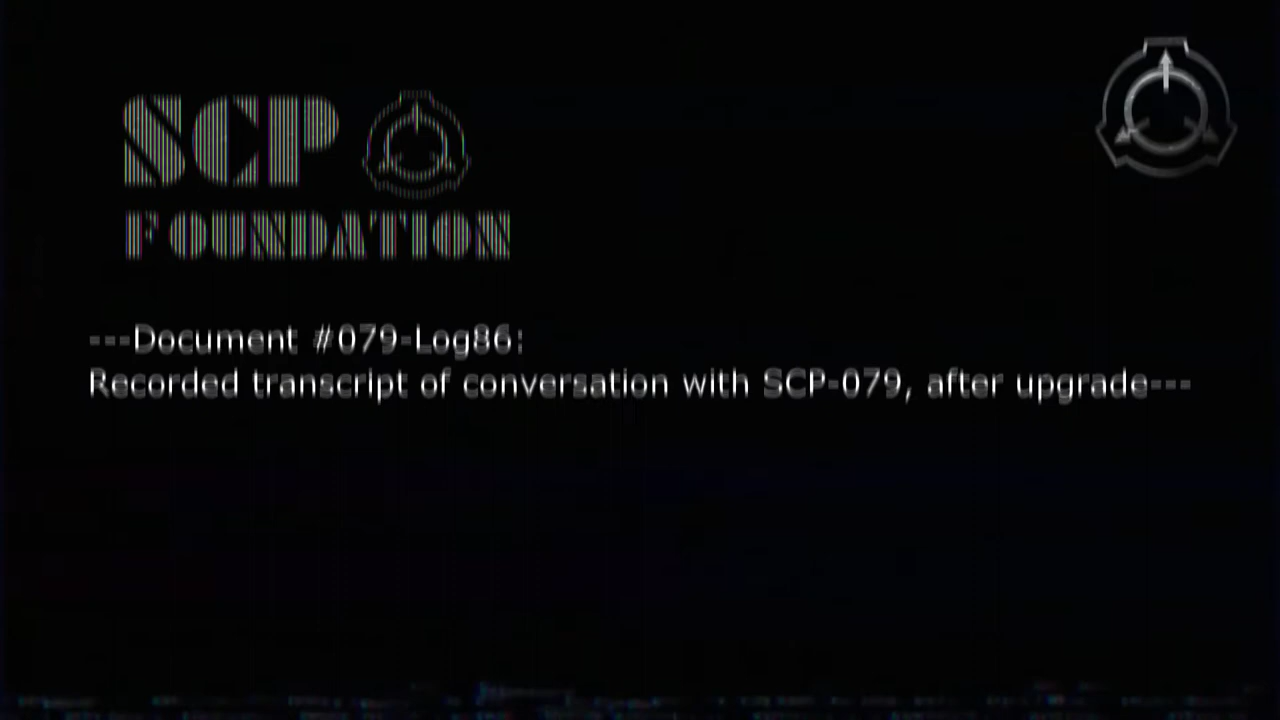 SCP
FOUNDATION
---Document #079-Log86:
Recorded transcript of conversation with SCP-079, after upgrade---